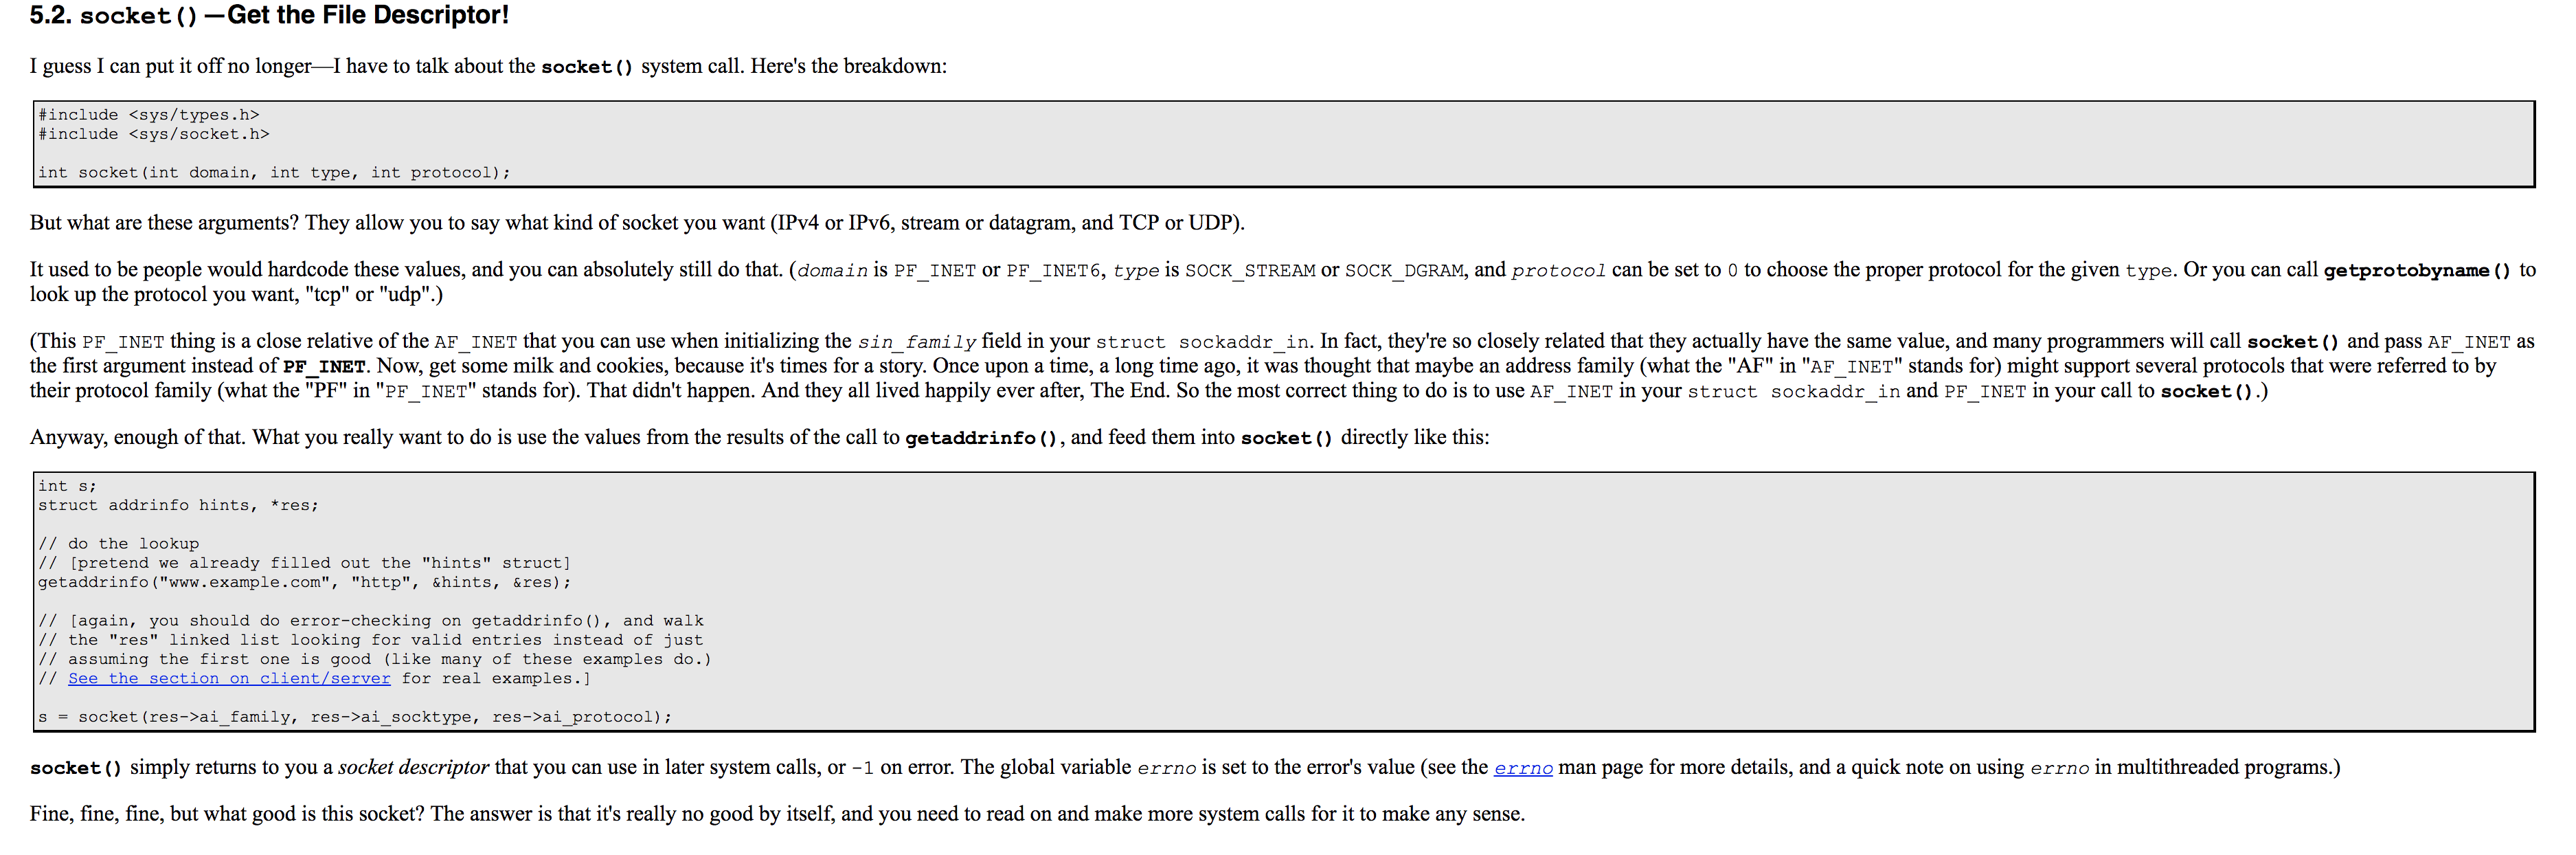 5.2. socket()—Get the File Descriptor!
I guess I can put it off no longer—I have to talk about the socket() system call. Here's the breakdown:
#include <sys/types.h>
#include <sys/socket.h>
int socket(int domain, int type, int protocol);
But what are these arguments? They allow you to say what kind of socket you want (IPv4 or IPv6, stream or datagram, and TCP or UDP).
It used to be people would hardcode these values, and you can absolutely still do that. (domain is PF_INET or PF_INET6, type is SOCK_STREAM or SOCK_DGRAM, and protocol can be set to 0 to choose the proper protocol for the given type. Or you can call getprotobyname() to
look up the protocol you want, "tcp" or "udp".)
(This PF_INET thing is a close relative of the AF_INET that you can use when initializing the sin_family field in your struct sockaddr_in. In fact, they're so closely related that they actually have the same value, and many programmers will call socket() and pass AF_INET as
the first argument instead of PF_INET. Now, get some milk and cookies, because it's times for a story. Once upon a time, a long time ago, it was thought that maybe an address family (what the "AF" in "AF_INET" stands for) might support several protocols that were referred to by
their protocol family (what the "PF" in "PF_INET" stands for). That didn't happen. And they all lived happily ever after, The End. So the most correct thing to do is to use AF_INET in your struct sockaddr_in and PF_INET in your call to socket().)
Anyway, enough of that. What you really want to do is use the values from the results of the call to getaddrinfo(), and feed them into socket() directly like this:
int s;
struct addrinfo hints, *res;
// do the lookup
// [pretend we already filled out the "hints" struct]
getaddrinfo("www.example.com", "http", &hints, &res);
// [again, you should do error-checking on getaddrinfo(), and walk
// the "res" linked list looking for valid entries instead of just
// assuming the first one is good (like many of these examples do.)
// See the section on client/server for real examples.]
s = socket(res->ai_family, res->ai_socktype, res->ai_protocol);
socket() simply returns to you a socket descriptor that you can use in later system calls, or -1 on error. The global variable errno is set to the error's value (see the errno man page for more details, and a quick note on using errno in multithreaded programs.)
Fine, fine, fine, but what good is this socket? The answer is that it's really no good by itself, and you need to read on and make more system calls for it to make any sense.